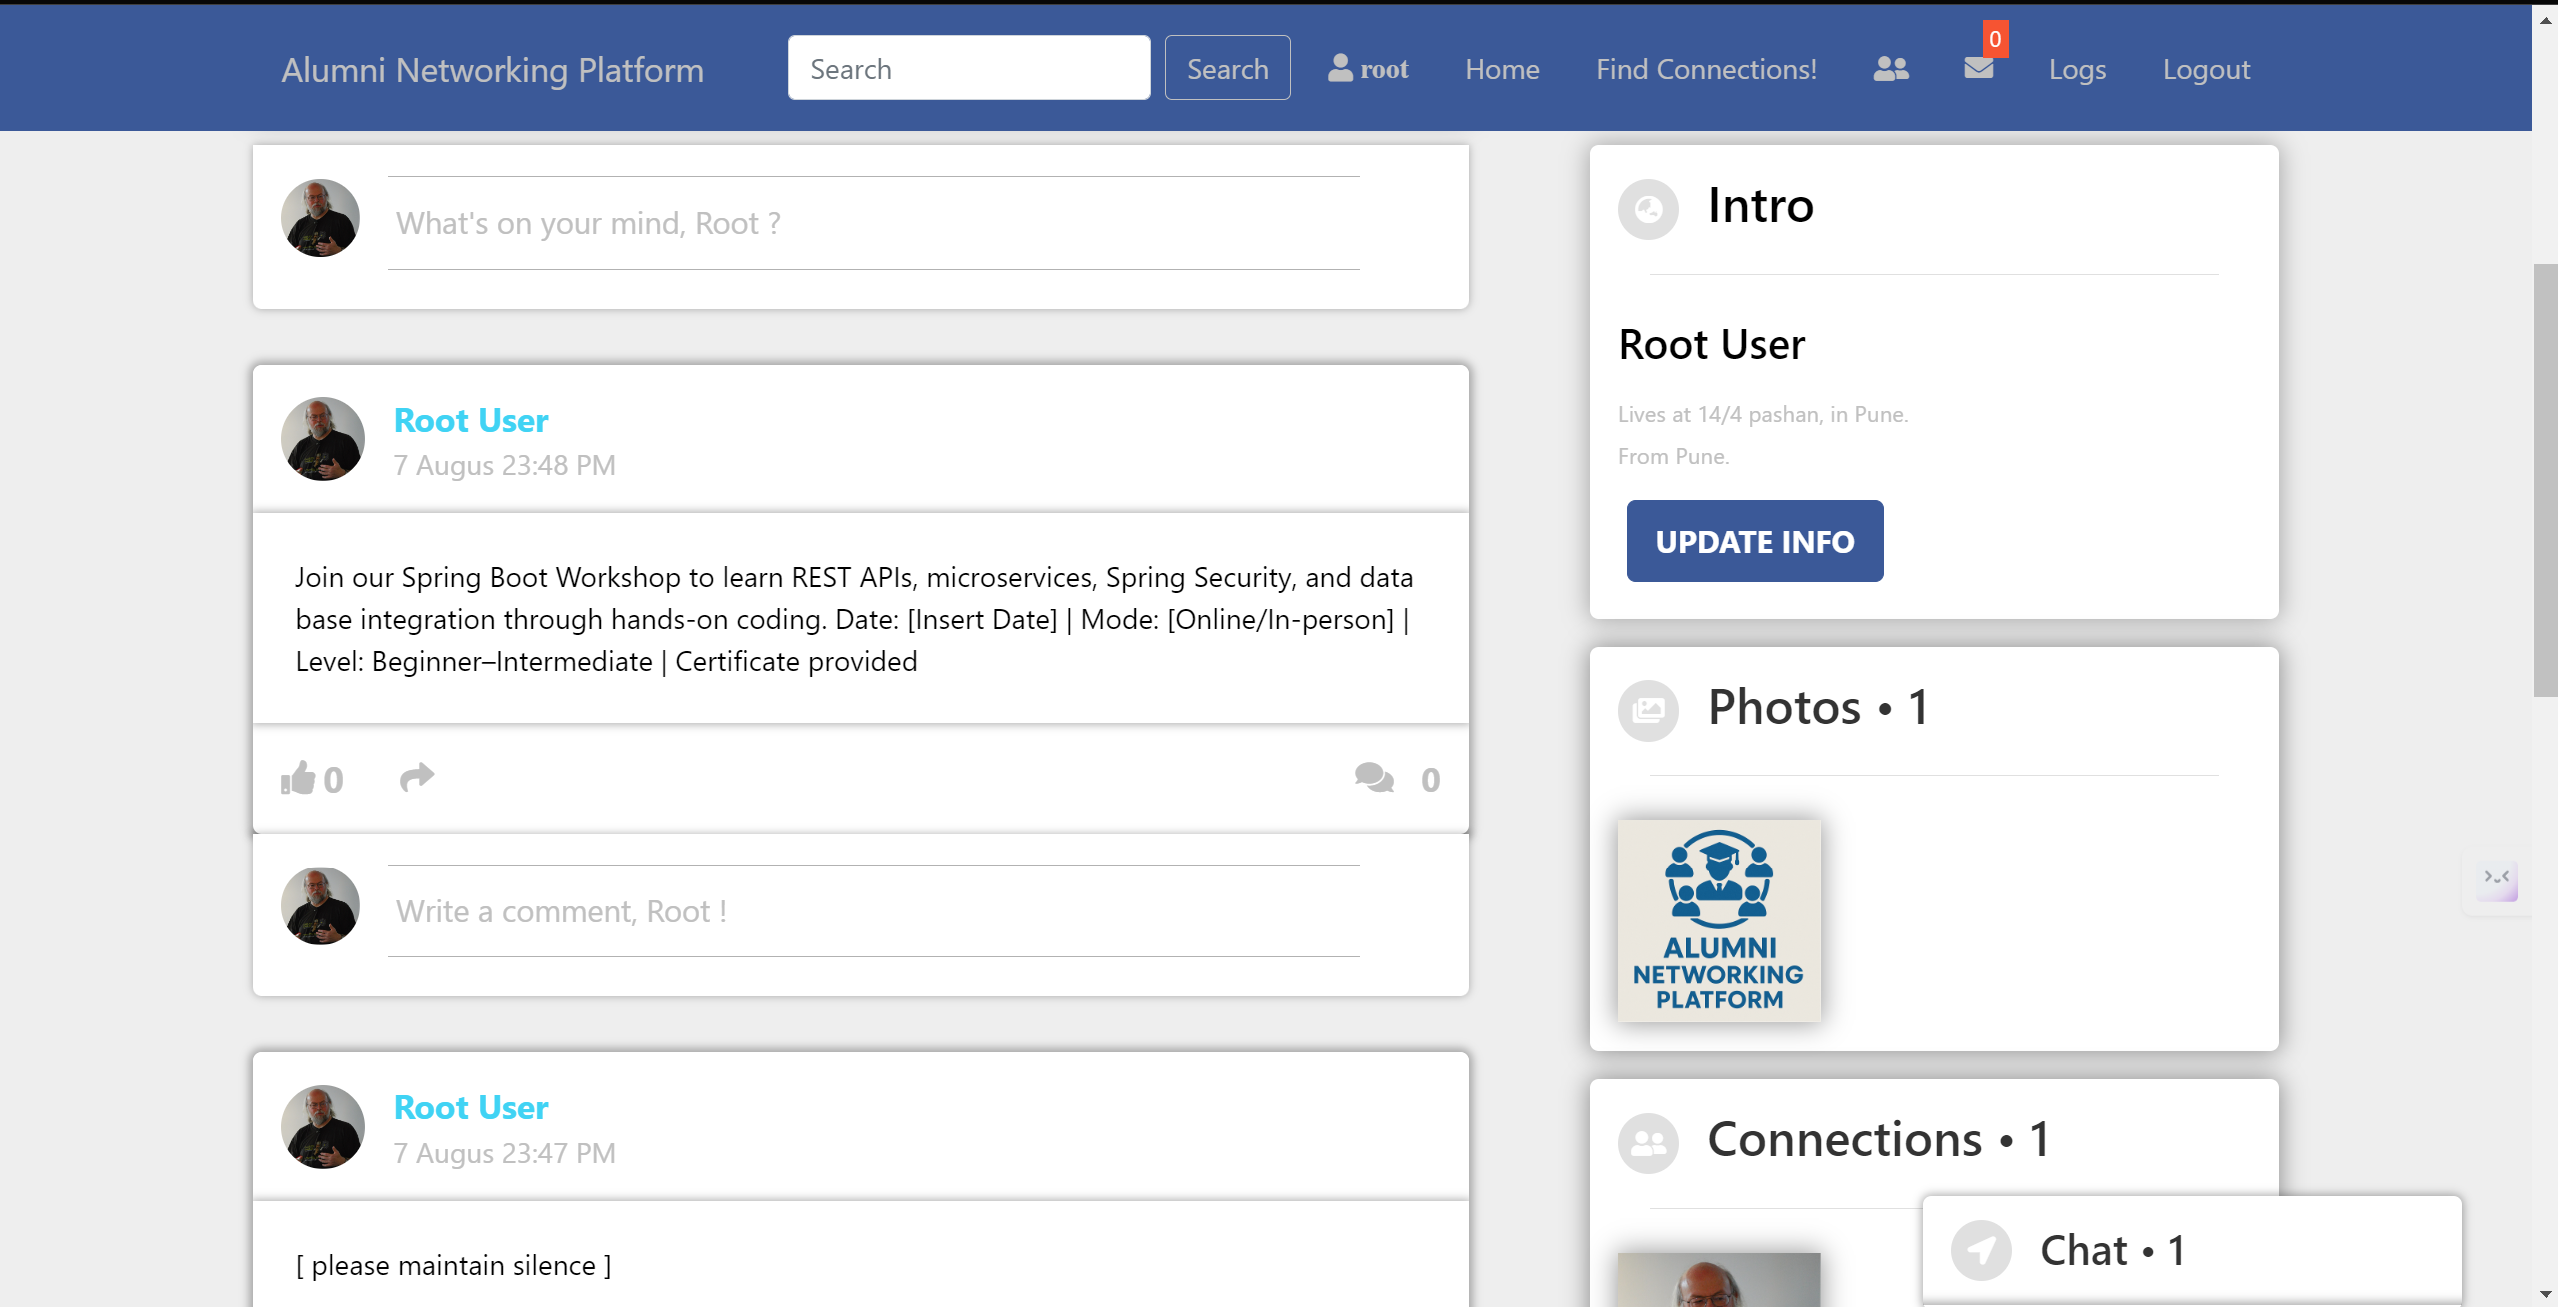 Alumni Networking Platform
Search
Search
root
Home
Find Connections!
0
Logs
Logout
What's on your mind, Root ?
Root User
7 Augus 23:48 PM
Join our Spring Boot Workshop to learn REST APIs, microservices, Spring Security, and data
base integration through hands-on coding. Date: [Insert Date] | Mode: [Online/In-person] |
Level: Beginner–Intermediate | Certificate provided
0
0
Write a comment, Root !
Root User
7 Augus 23:47 PM
[ please maintain silence ]
Intro
Root User
Lives at 14/4 pashan, in Pune.
From Pune.
UPDATE INFO
Photos • 1
ALUMNI
NETWORKING
PLATFORM
Connections • 1
Chat • 1